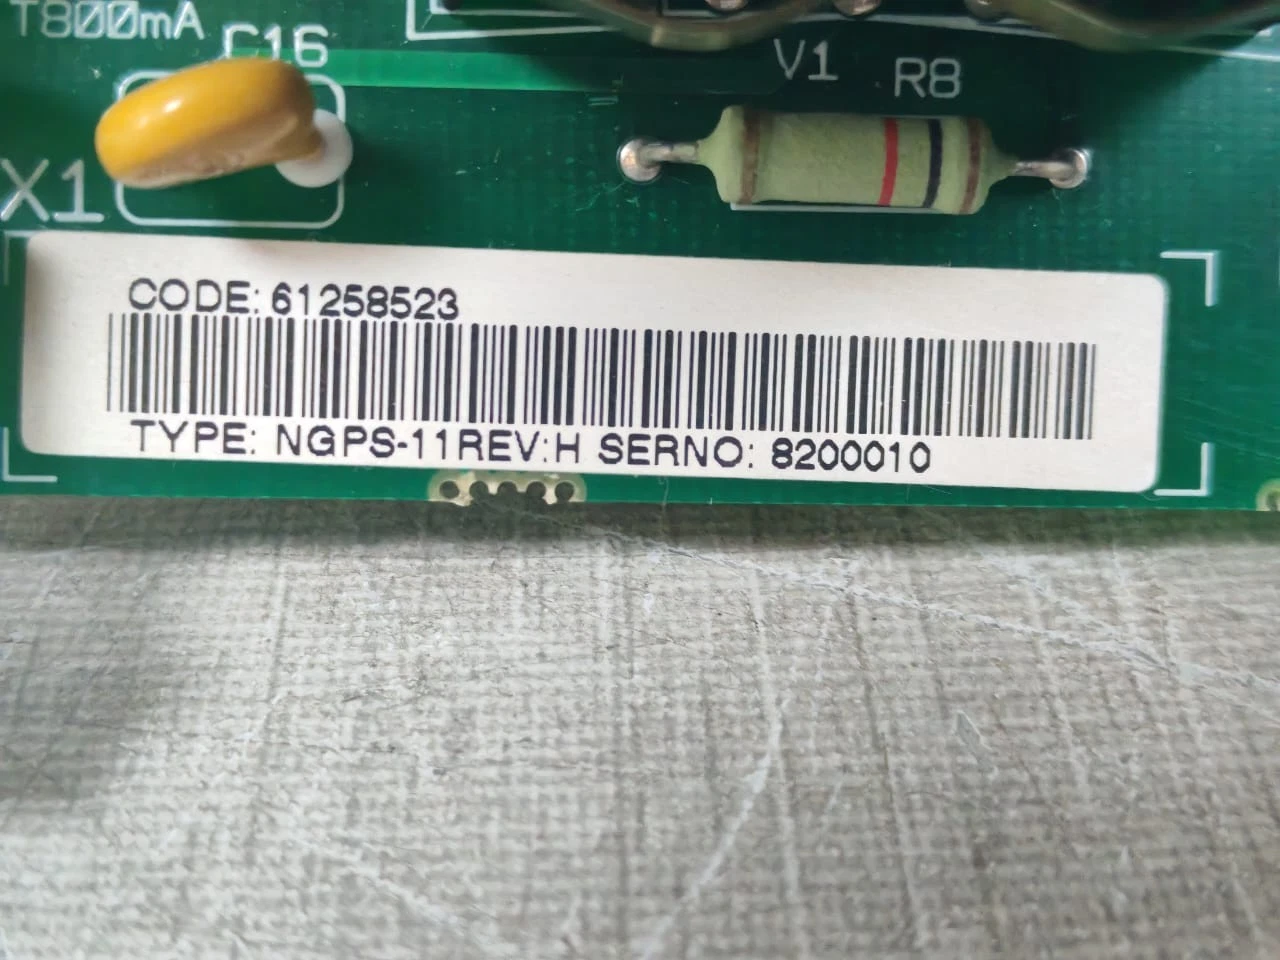 T800mA
C16
V1
R8
X1
CODE: 61258523
TYPE: NGPS-11REV:H SERNO: 8200010